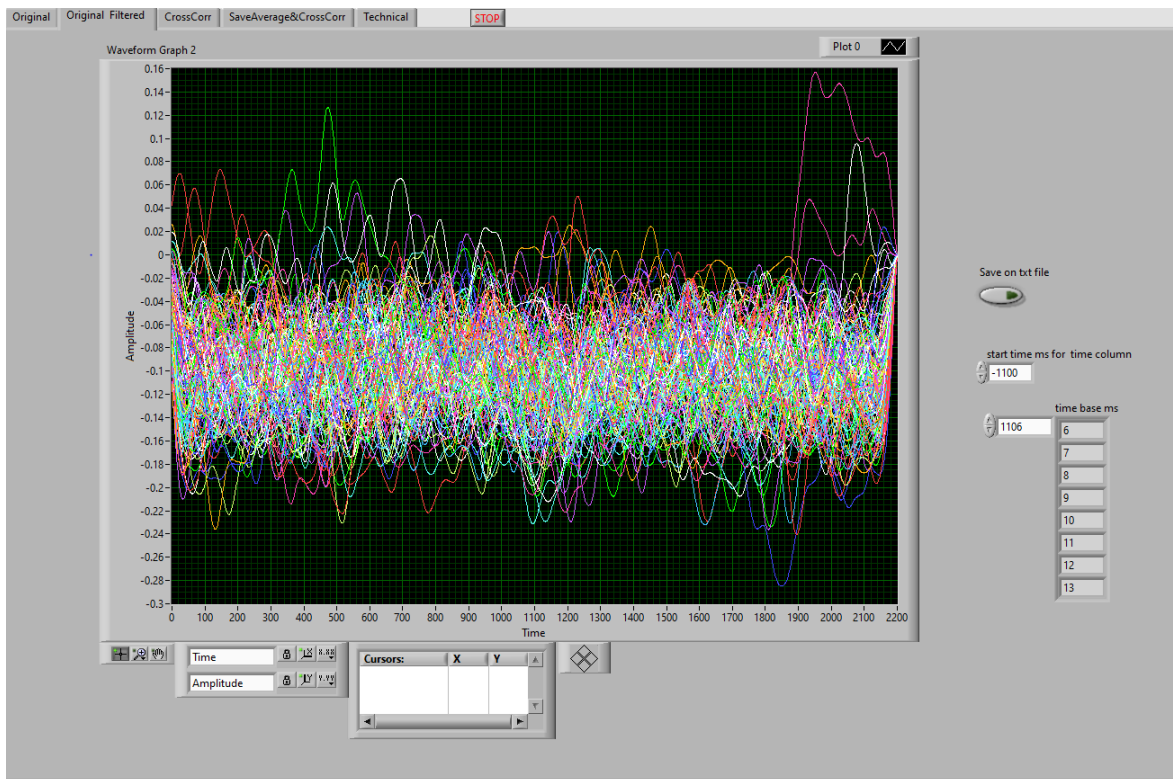 Original Original Filtered CrossCorr SaveAverage&CrossCorr Technical STOP
Waveform Graph 2
Plot 0
0.16
0.14
0.12
0.1
0.08
0.06
0.04
0.02
0
-0.02
-0.04
-0.06
-0.08
-0.1
-0.12
-0.14
-0.16
-0.18
-0.2
-0.22
-0.24
-0.26
-0.28
-0.3
Amplitude
0 100 200 300 400 500 600 700 800 900 1000 1100 1200 1300 1400 1500 1600 1700 1800 1900 2000 2100 2200
Time
Time
Amplitude
Cursors: X Y
Save on txt file
start time ms for time column
-1100
time base ms
1106
6
7
8
9
10
11
12
13